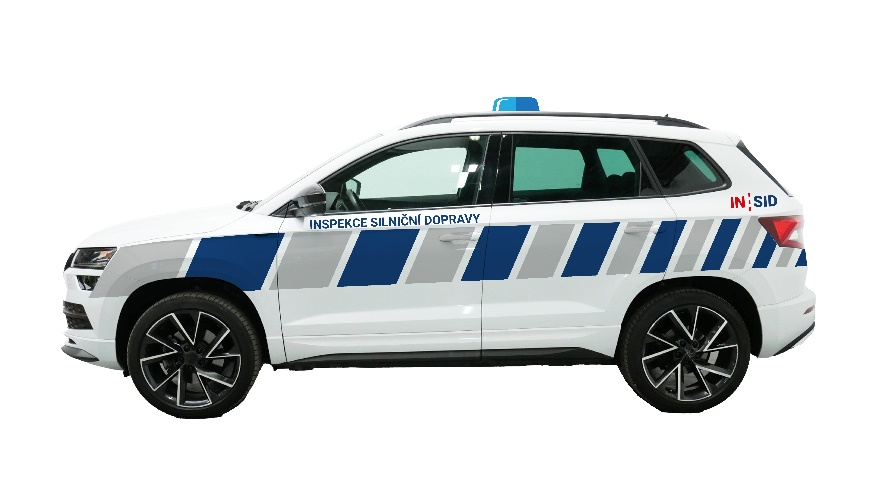 INSPEKCE SILNIČNÍ DOPRAVY
IN SID